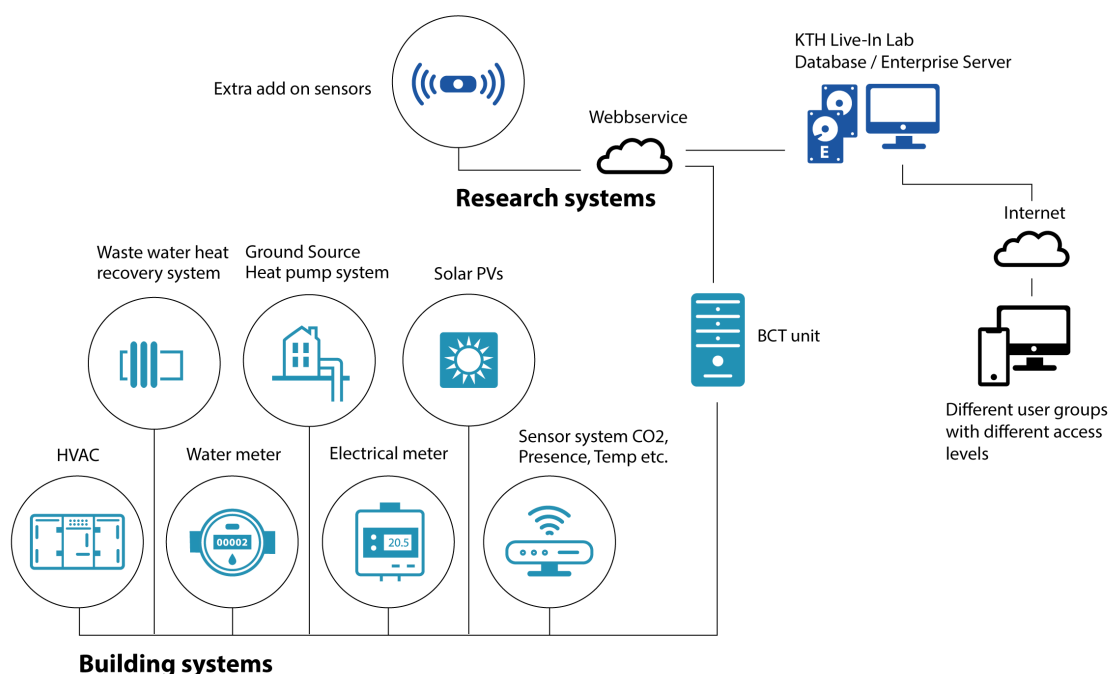 KTH Live-In Lab
Database / Enterprise Server
Extra add on sensors
Webbservice
E
Research systems
Internet
Waste water heat
recovery system
Ground Source
Heat pump system
Solar PVs
BCT unit
Different user groups
with different access
levels
HVAC
Water meter
Electrical meter
Sensor system CO2,
Presence, Temp etc.
00002
20.5
Building systems